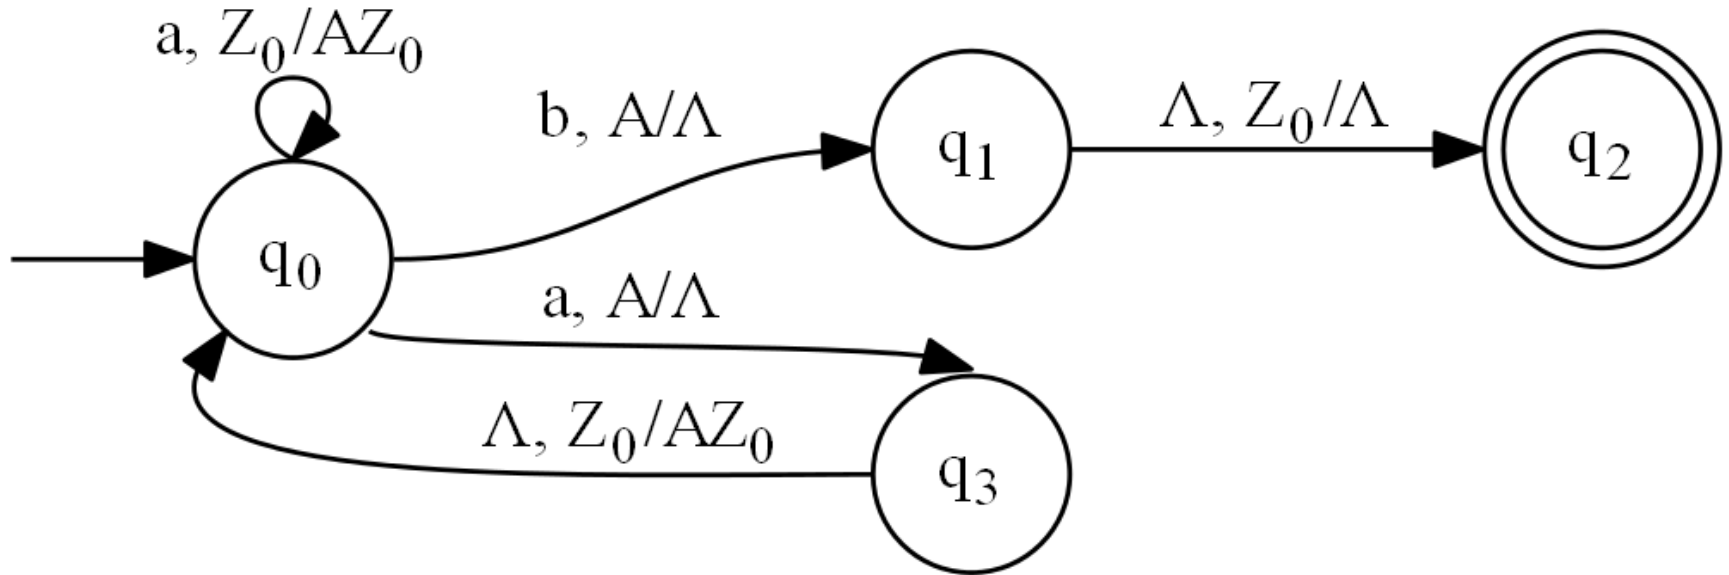 a, Z₀/AZ₀
b, A/Λ
Λ, Z₀/Λ
q₀
q₁
q₂
a, A/Λ
Λ, Z₀/AZ₀
q₃